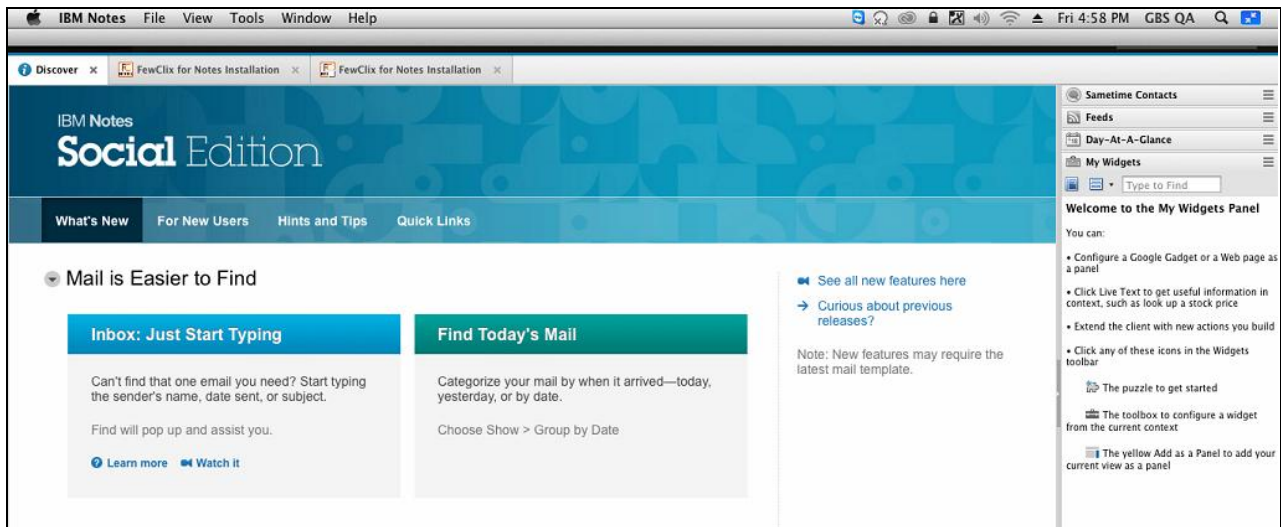 IBM Notes File View Tools Window Help Fri 4:58 PM GBS QA
Discover FewClix for Notes Installation FewClix for Notes Installation
IBM Notes
Social Edition
What's New For New Users Hints and Tips Quick Links
Mail is Easier to Find
Inbox: Just Start Typing
Can't find that one email you need? Start typing
the sender's name, date sent, or subject.
Find will pop up and assist you.
Learn more Watch it
Find Today's Mail
Categorize your mail by when it arrived—today,
yesterday, or by date.
Choose Show > Group by Date
See all new features here
Curious about previous
releases?
Note: New features may require the
latest mail template.
Sametime Contacts
Feeds
Day-At-A-Glance
My Widgets
Type to Find
Welcome to the My Widgets Panel
You can:
• Configure a Google Gadget or a Web page as
a panel
• Click Live Text to get useful information in
context, such as look up a stock price
• Extend the client with new actions you build
• Click any of these icons in the Widgets
toolbar
The puzzle to get started
The toolbox to configure a widget
from the current context
The yellow Add as a Panel to add your
current view as a panel